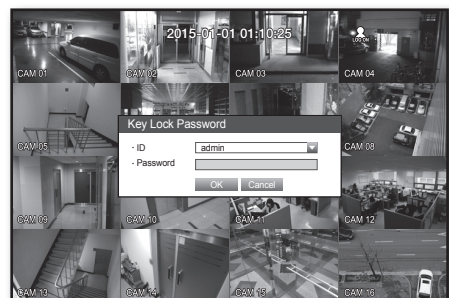 2015-01-01 01:10:25
LOG ON
CAM 01
CAM 02
CAM 03
CAM 04
Key Lock Password
CAM 05
CAM 08
- ID
admin
- Password
OK
Cancel
CAM 09
CAM 10
CAM 11
CAM 12
CAM 13
CAM 14
CAM 15
CAM 16